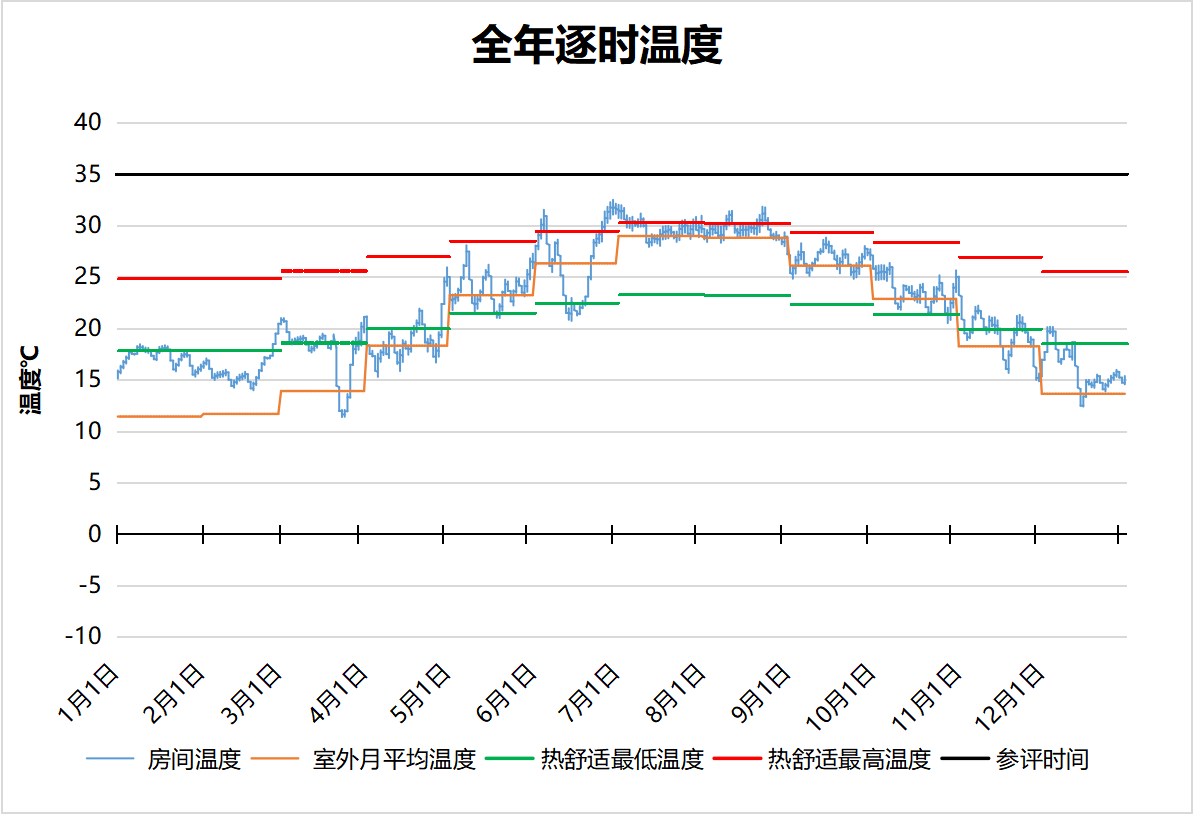 全年逐时温度
40
35
30
25
20
15
10
5
0
-5
-10
温度℃
1月1日
2月1日
3月1日
4月1日
5月1日
6月1日
7月1日
8月1日
9月1日
10月1日
11月1日
12月1日
房间温度 室外月平均温度 热舒适最低温度 热舒适最高温度 参评时间